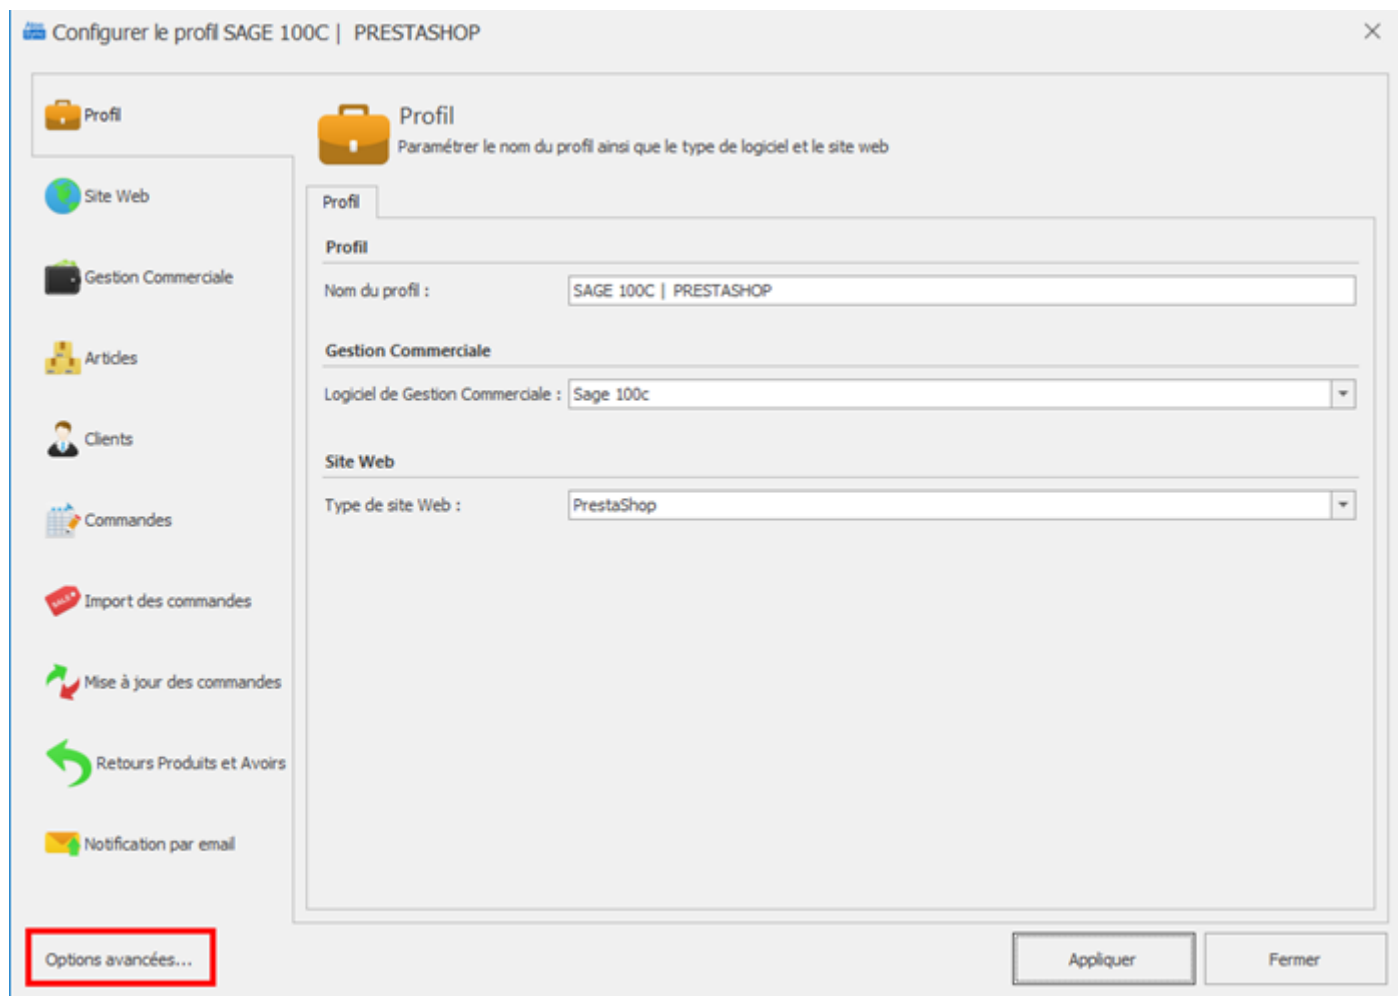 Configurer le profil SAGE 100C | PRESTASHOP
Profil
Site Web
Gestion Commerciale
Articles
Clients
Commandes
Import des commandes
Mise à jour des commandes
Retours Produits et Avoirs
Notification par email
Profil
Paramétrer le nom du profil ainsi que le type de logiciel et le site web
Profil
Profil
Nom du profil : SAGE 100C | PRESTASHOP
Gestion Commerciale
Logiciel de Gestion Commerciale : Sage 100c
Site Web
Type de site Web : PrestaShop
Options avancées...
Appliquer
Fermer